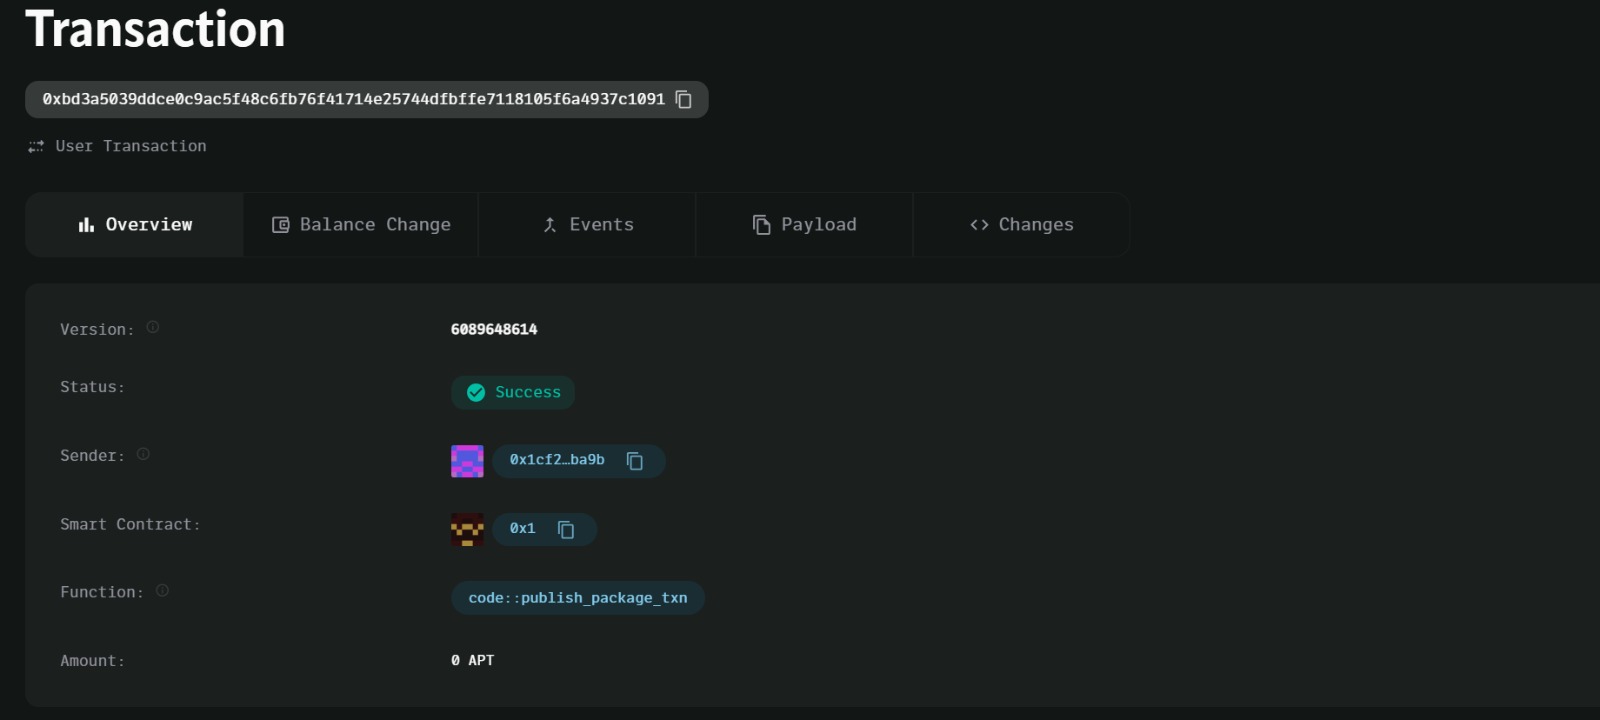 Transaction
0xbd3a5039ddce0c9ac5f48c6fb76f41714e25744dfbffe7118105f6a4937c1091
User Transaction
Overview Balance Change Events Payload Changes
Version: 6089648614
Status: Success
Sender: 0x1cf2…ba9b
Smart Contract: 0x1
Function: code::publish_package_txn
Amount: 0 APT